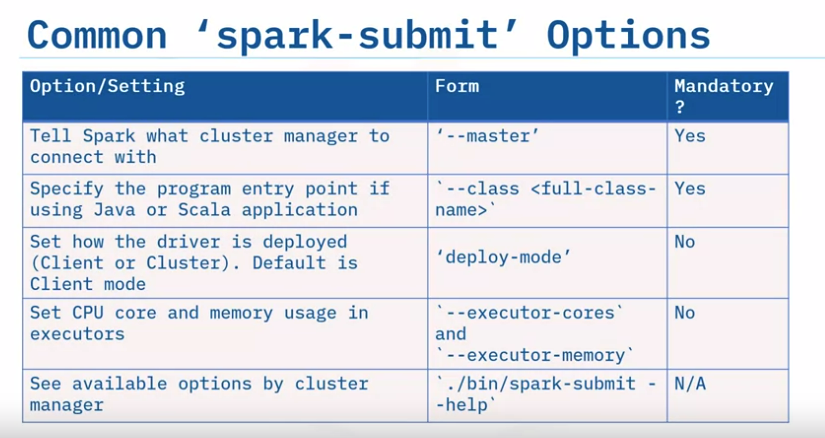 Common ‘spark-submit’ Options
Option/Setting
Form
Mandatory
?
Tell Spark what cluster manager to
connect with
‘--master’
Yes
Specify the program entry point if
using Java or Scala application
`--class <full-class-
name>`
Yes
Set how the driver is deployed
(Client or Cluster). Default is
Client mode
‘deploy-mode’
No
Set CPU core and memory usage in
executors
`--executor-cores`
and
`--executor-memory`
No
See available options by cluster
manager
`./bin/spark-submit -
-help`
N/A